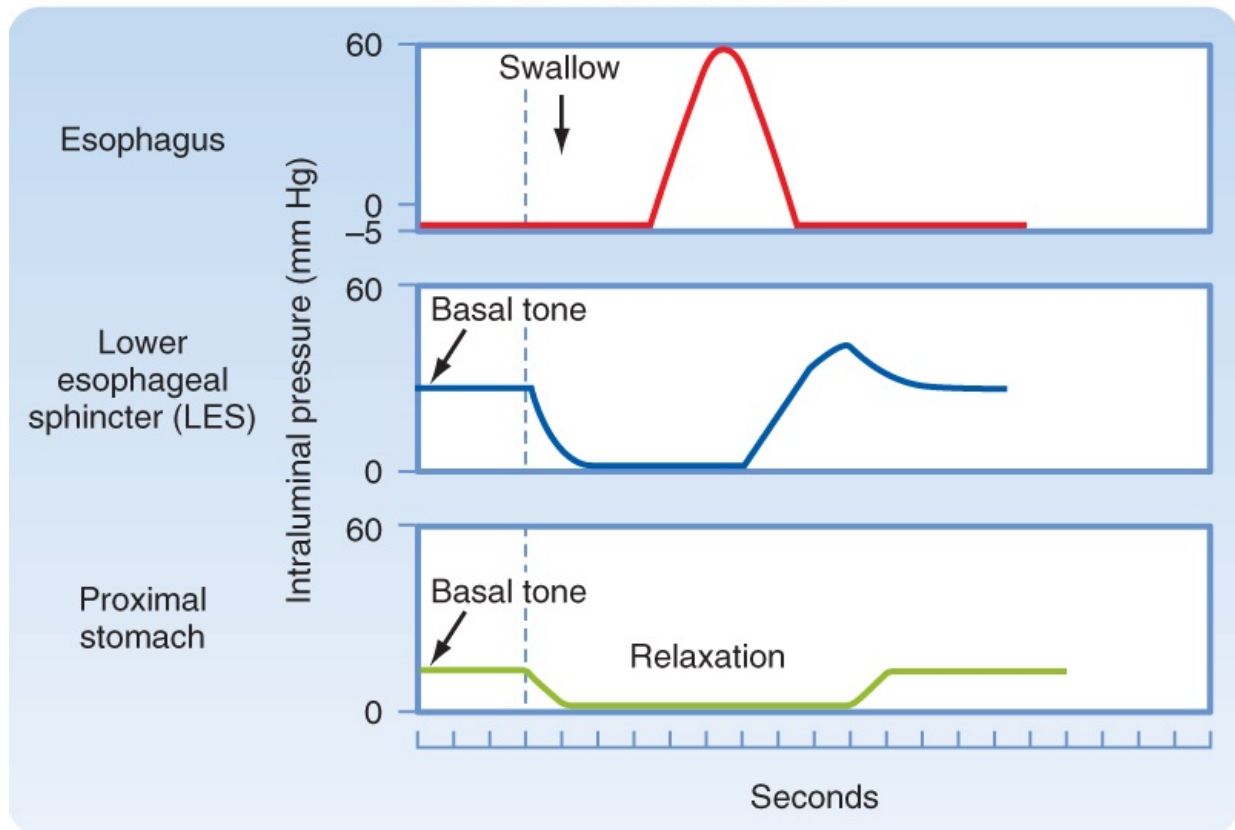 60
Swallow
Esophagus
0
–5
Intraluminal pressure (mm Hg)
60
Basal tone
Lower
esophageal
sphincter (LES)
0
60
Basal tone
Proximal
stomach
Relaxation
0
Seconds